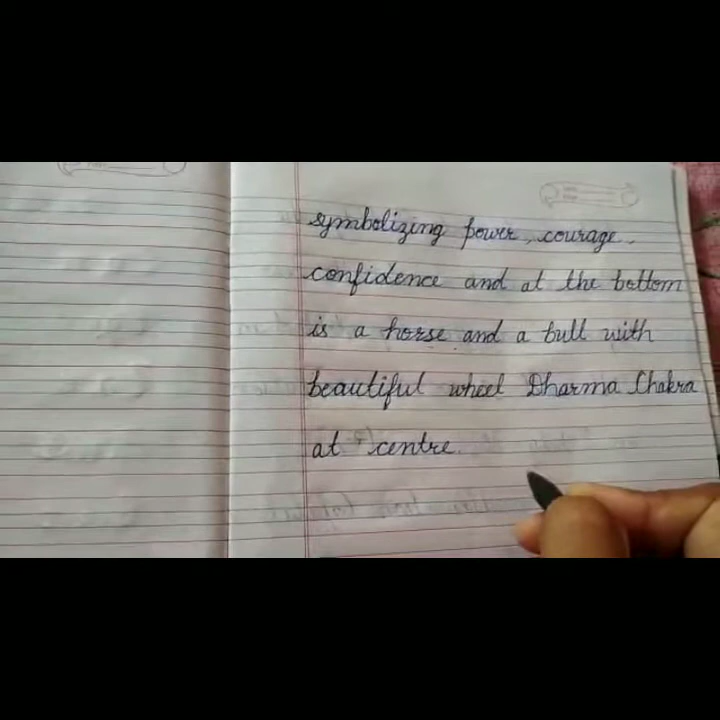 symbolizing power, courage,
confidence and at the bottom
is a horse and a bull with
beautiful wheel Dharma Chakra
at centre.